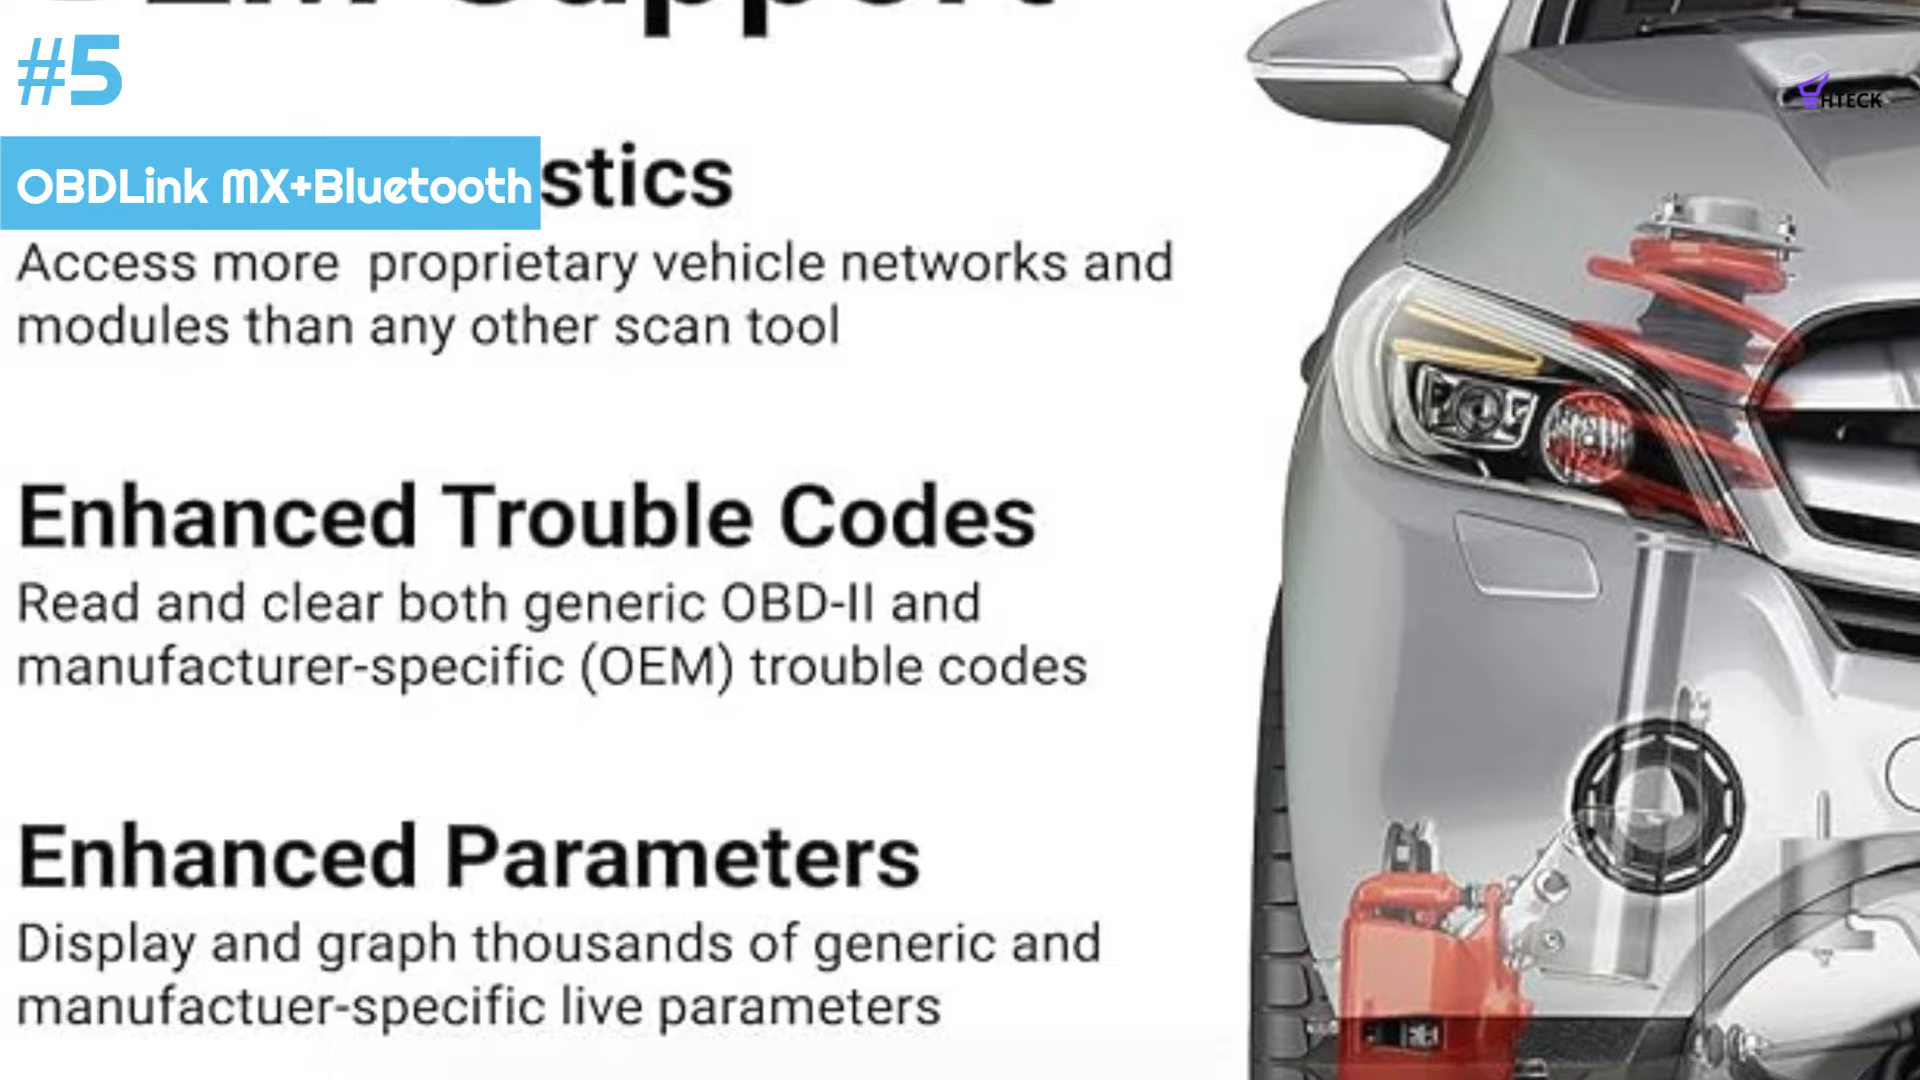 Support
#5
OBDLink MX+Bluetooth
stics
HTECK
Access more proprietary vehicle networks and
modules than any other scan tool
Enhanced Trouble Codes
Read and clear both generic OBD-II and
manufacturer-specific (OEM) trouble codes
Enhanced Parameters
Display and graph thousands of generic and
manufactuer-specific live parameters